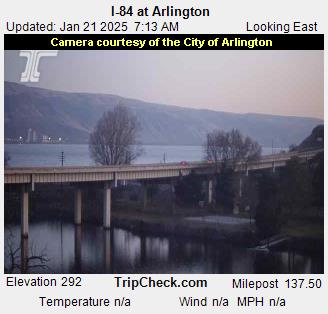 I-84 at Arlington
Updated: Jan 21 2025 7:13 AM Looking East
Camera courtesy of the City of Arlington
Elevation 292 TripCheck.com Milepost 137.50
Temperature n/a Wind n/a MPH n/a